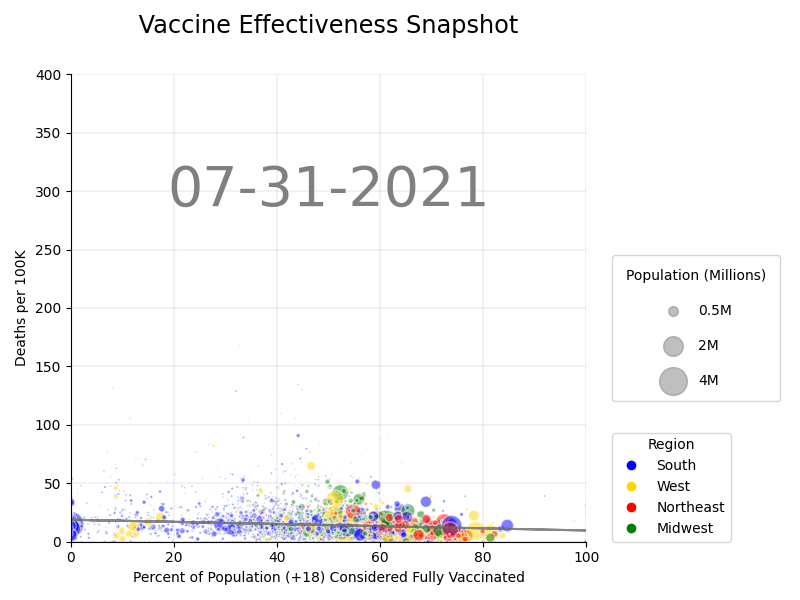 Vaccine Effectiveness Snapshot
400
350
300
250
200
150
100
50
0
Deaths per 100K
07-31-2021
0 20 40 60 80 100
Percent of Population (+18) Considered Fully Vaccinated
Population (Millions)
0.5M
2M
4M
Region
South
West
Northeast
Midwest